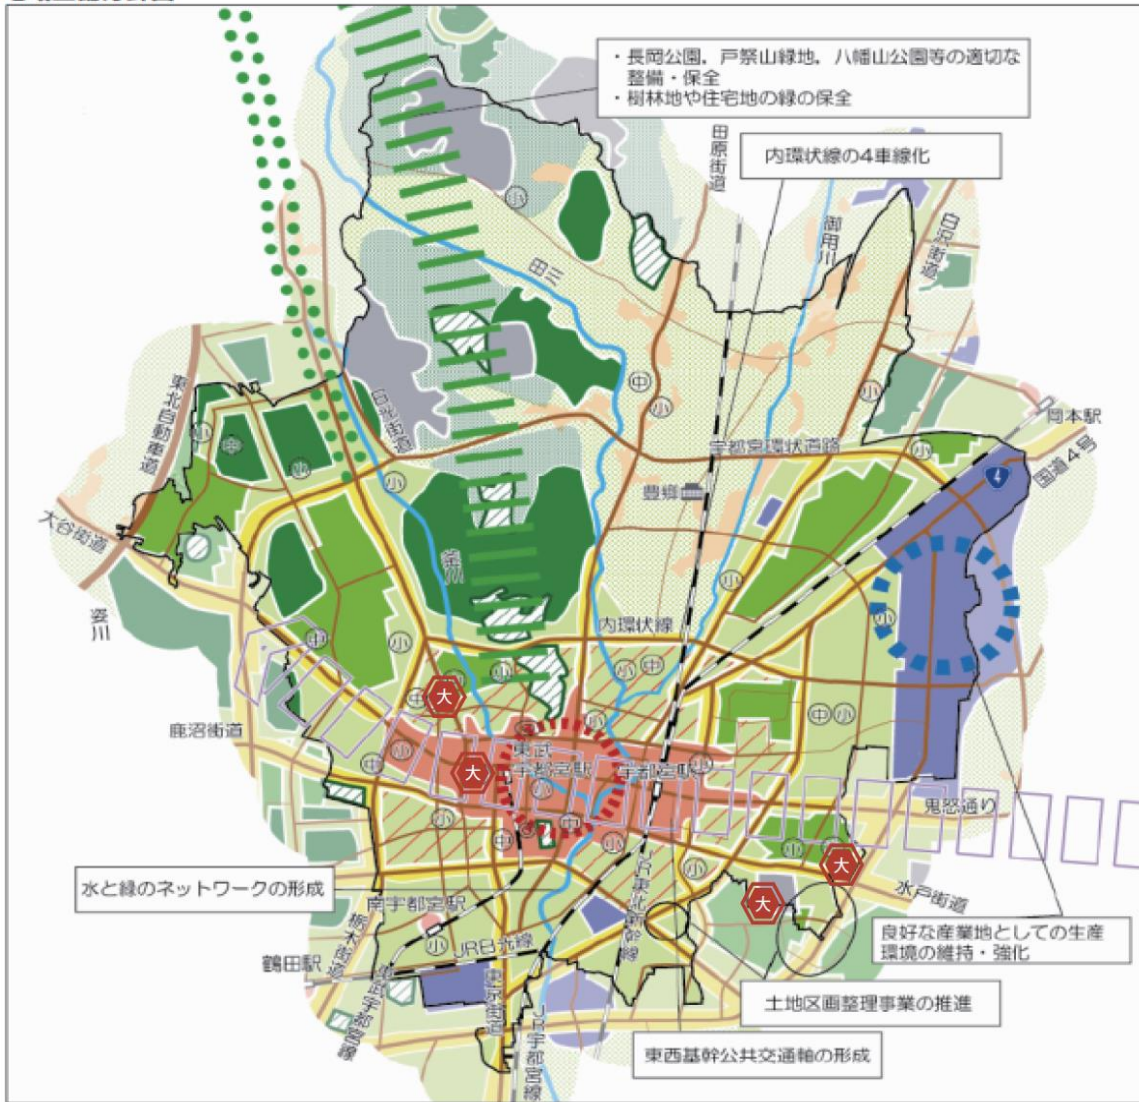 ・長岡公園，戸祭山緑地，八幡山公園等の適切な
整備・保全
・樹林地や住宅地の緑の保全
田原街道
内環状線の4車線化
御用川
白沢街道
田川
東北自動車道
日光街道
岡本駅
国道4号
4
宇都宮環状道路
豊郷
大谷街道
姿川
釜川
内環状線
鹿沼街道
東武
宇都宮駅
宇都宮駅
鬼怒通り
水と緑のネットワークの形成
南宇都宮駅
栃木街道
JR日光線
鶴田駅
東武宇都宮線
東京街道
JR宇都宮線
JR東北新幹線
水戸街道
良好な産業地としての生産
環境の維持・強化
土地区画整理事業の推進
東西基幹公共交通軸の形成
大
大
大
大